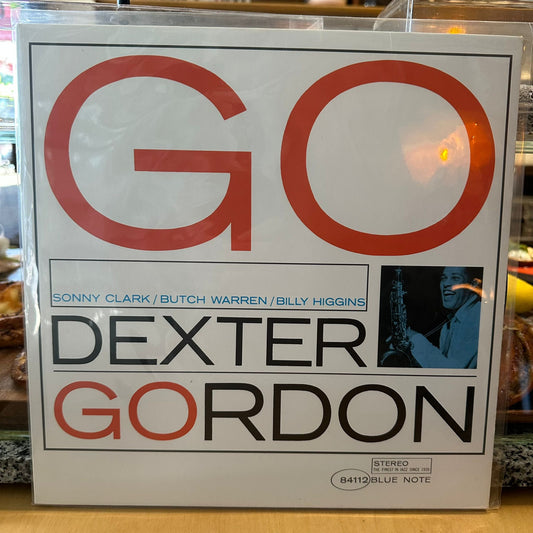 GO
SONNY CLARK/BUTCH WARREN/BILLY HIGGINS
DEXTER
GORDON
STEREO
THE FINEST IN JAZZ SINCE 1939
84112 BLUE NOTE